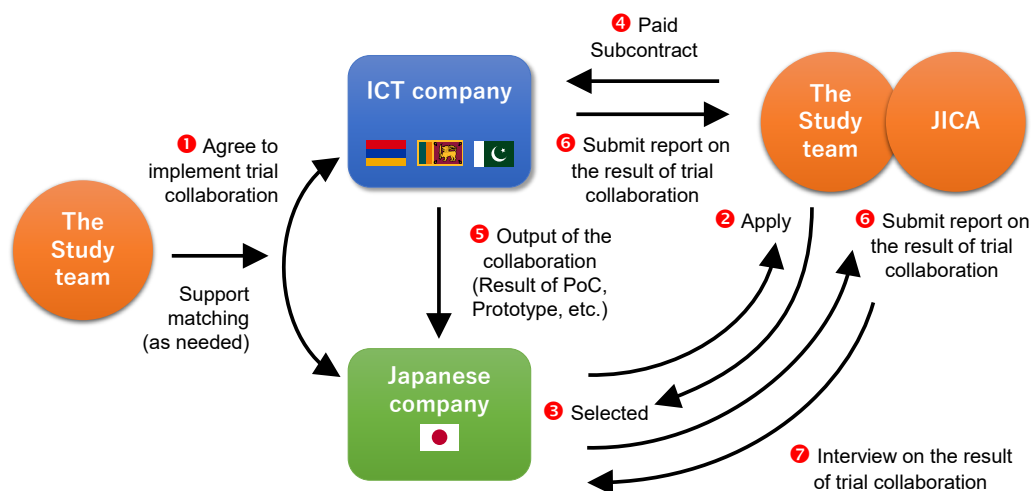 ❹ Paid
Subcontract
ICT company
The
Study
team
JICA
❶ Agree to
implement trial
collaboration
❻ Submit report on
the result of trial
collaboration
The
Study
team
❷ Apply
❻ Submit report on
the result of trial
collaboration
❺ Output of the
collaboration
(Result of PoC,
Prototype, etc.)
Support
matching
(as needed)
Japanese
company
❸ Selected
❼ Interview on the result
of trial collaboration